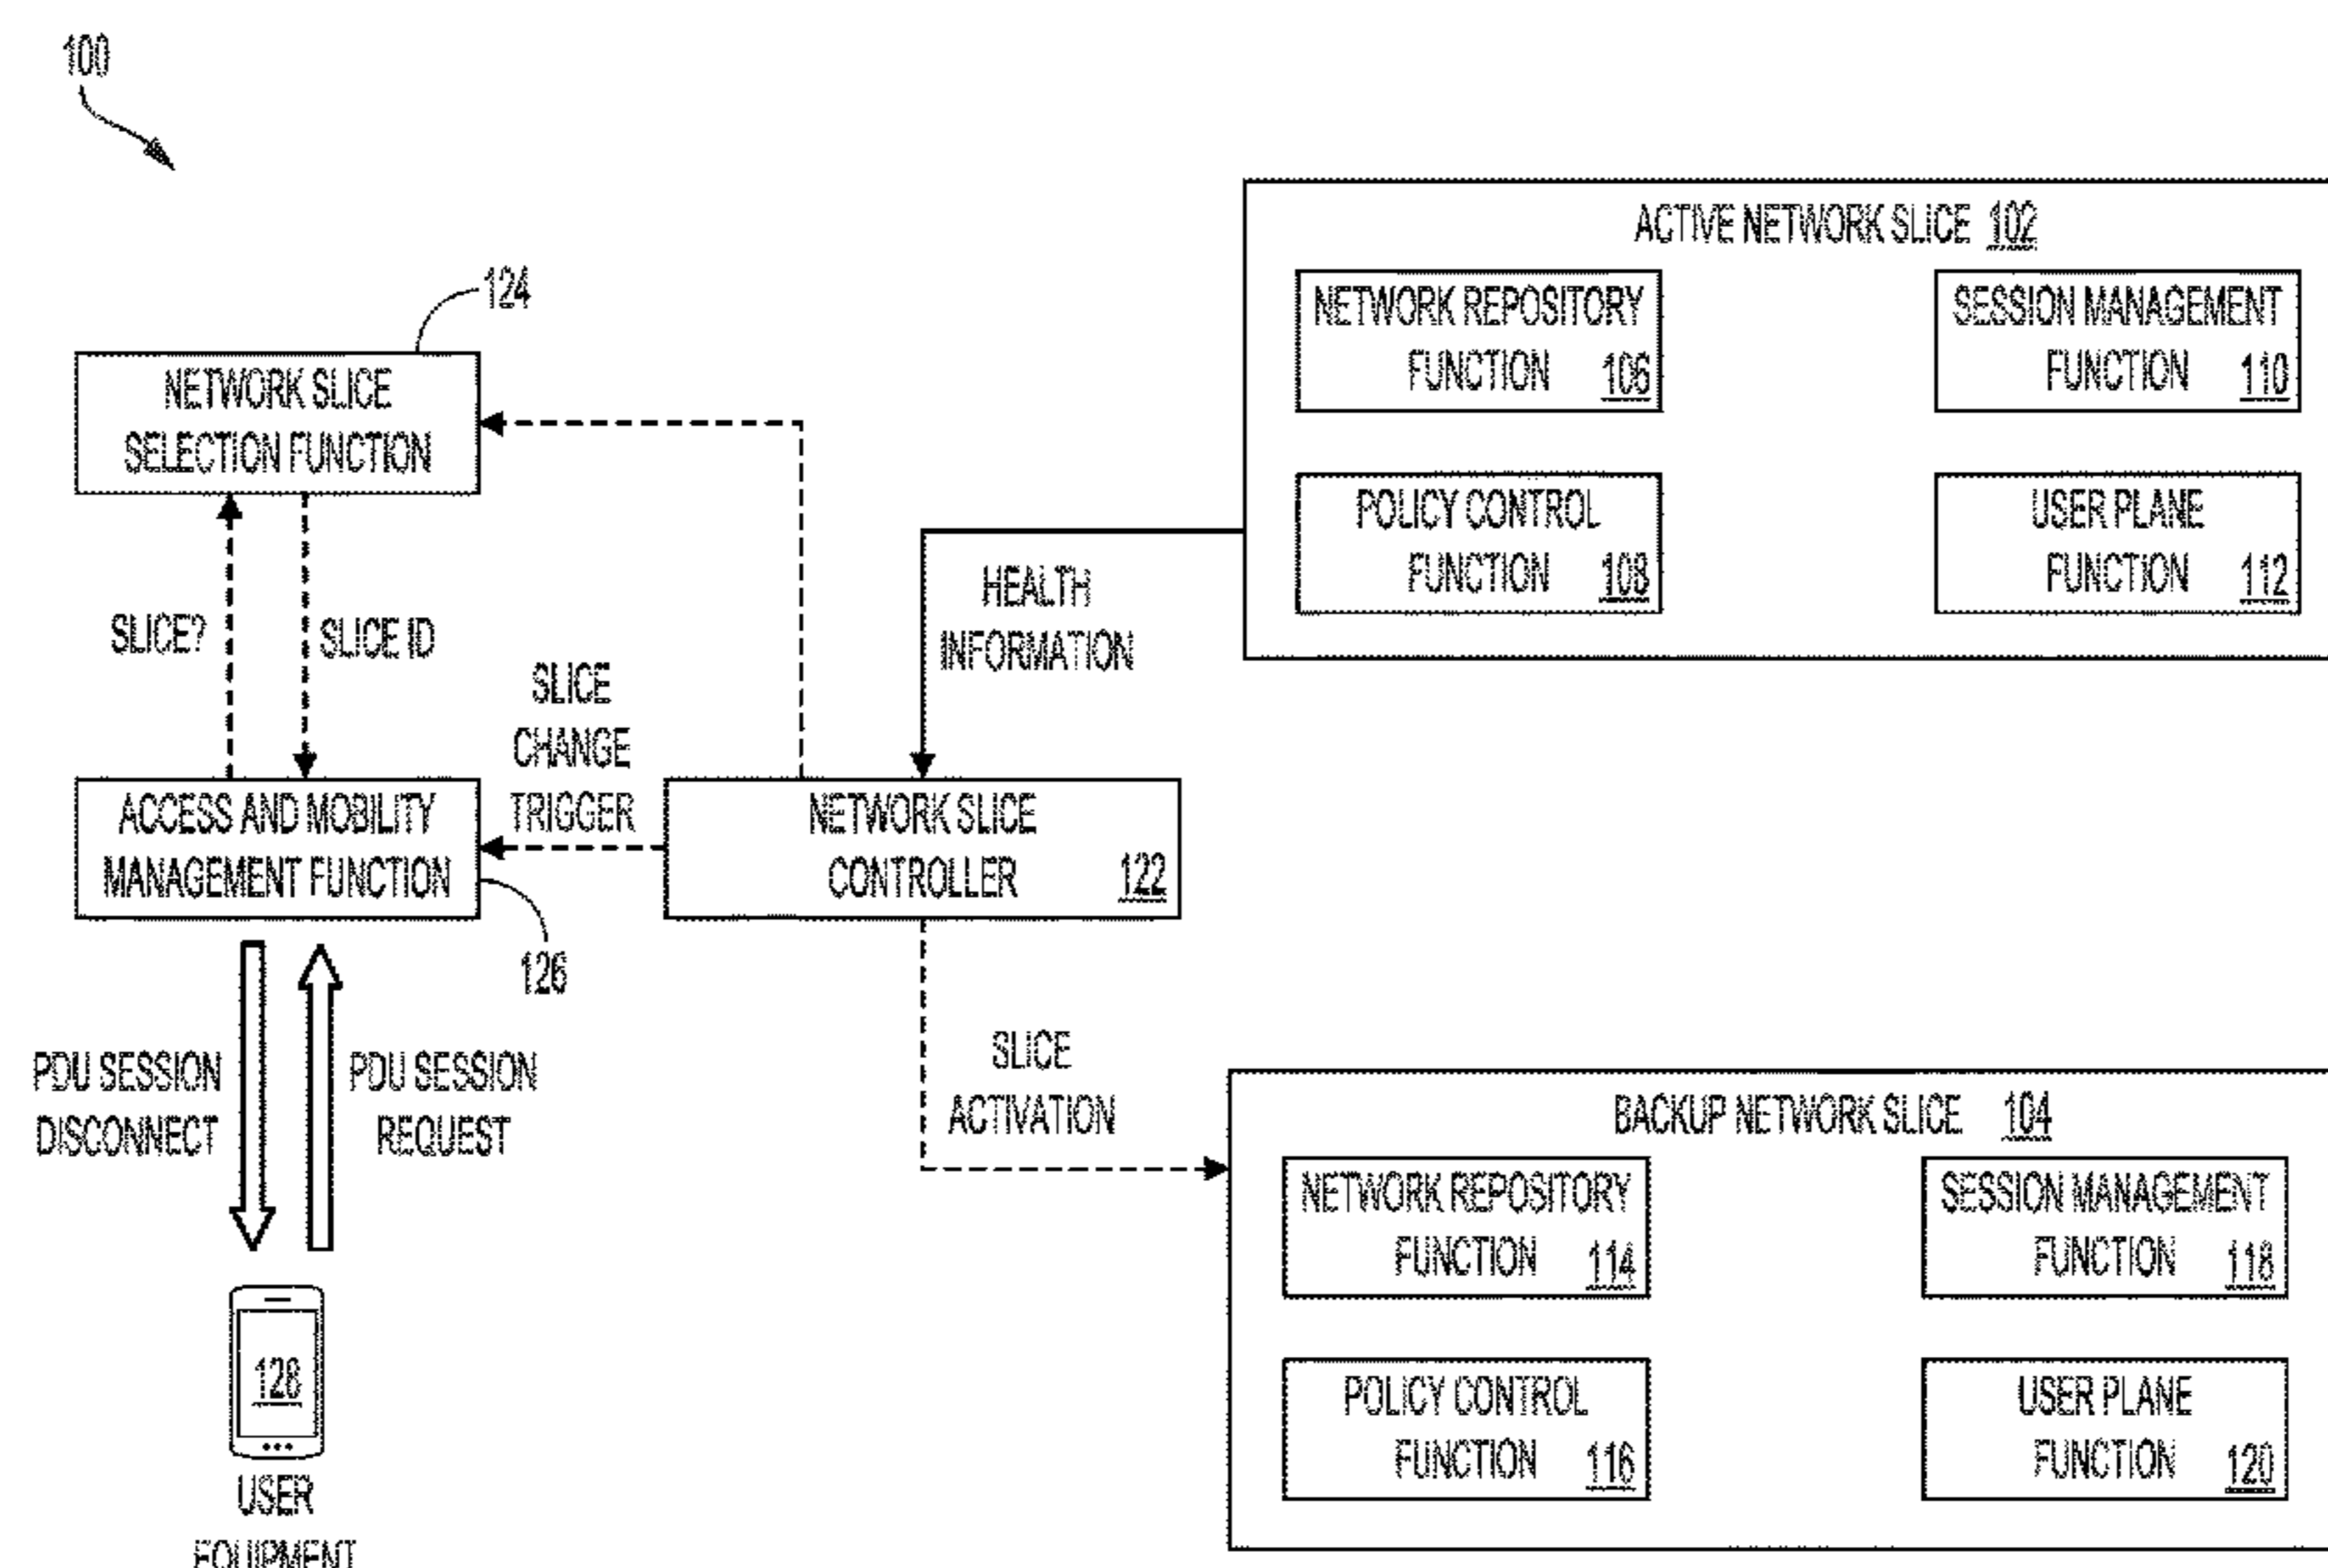 100
ACTIVE NETWORK SLICE 102
NETWORK REPOSITORY
FUNCTION 106
SESSION MANAGEMENT
FUNCTION 110
POLICY CONTROL
FUNCTION 108
USER PLANE
FUNCTION 112
124
NETWORK SLICE
SELECTION FUNCTION
SLICE?
SLICE ID
HEALTH
INFORMATION
SLICE
CHANGE
TRIGGER
ACCESS AND MOBILITY
MANAGEMENT FUNCTION
126
NETWORK SLICE
CONTROLLER 122
PDU SESSION
DISCONNECT
PDU SESSION
REQUEST
SLICE
ACTIVATION
BACKUP NETWORK SLICE 104
NETWORK REPOSITORY
FUNCTION 114
SESSION MANAGEMENT
FUNCTION 118
POLICY CONTROL
FUNCTION 116
USER PLANE
FUNCTION 120
128
USER
EQUIPMENT